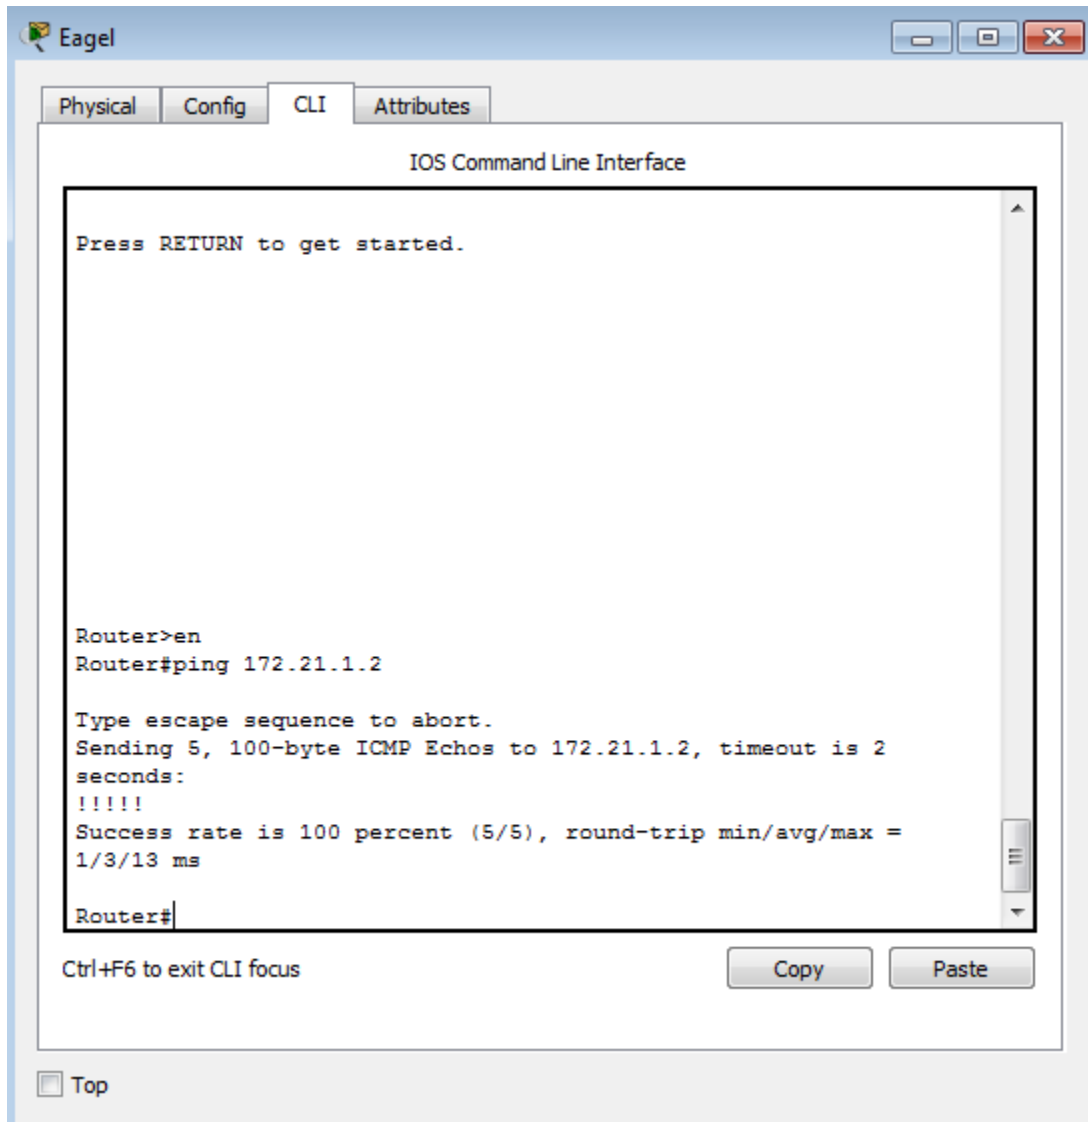 Eagel
Physical Config CLI Attributes
IOS Command Line Interface
Press RETURN to get started.
Router>en
Router#ping 172.21.1.2
Type escape sequence to abort.
Sending 5, 100-byte ICMP Echos to 172.21.1.2, timeout is 2
seconds:
!!!!!
Success rate is 100 percent (5/5), round-trip min/avg/max =
1/3/13 ms
Router#
Ctrl+F6 to exit CLI focus
Copy Paste
Top